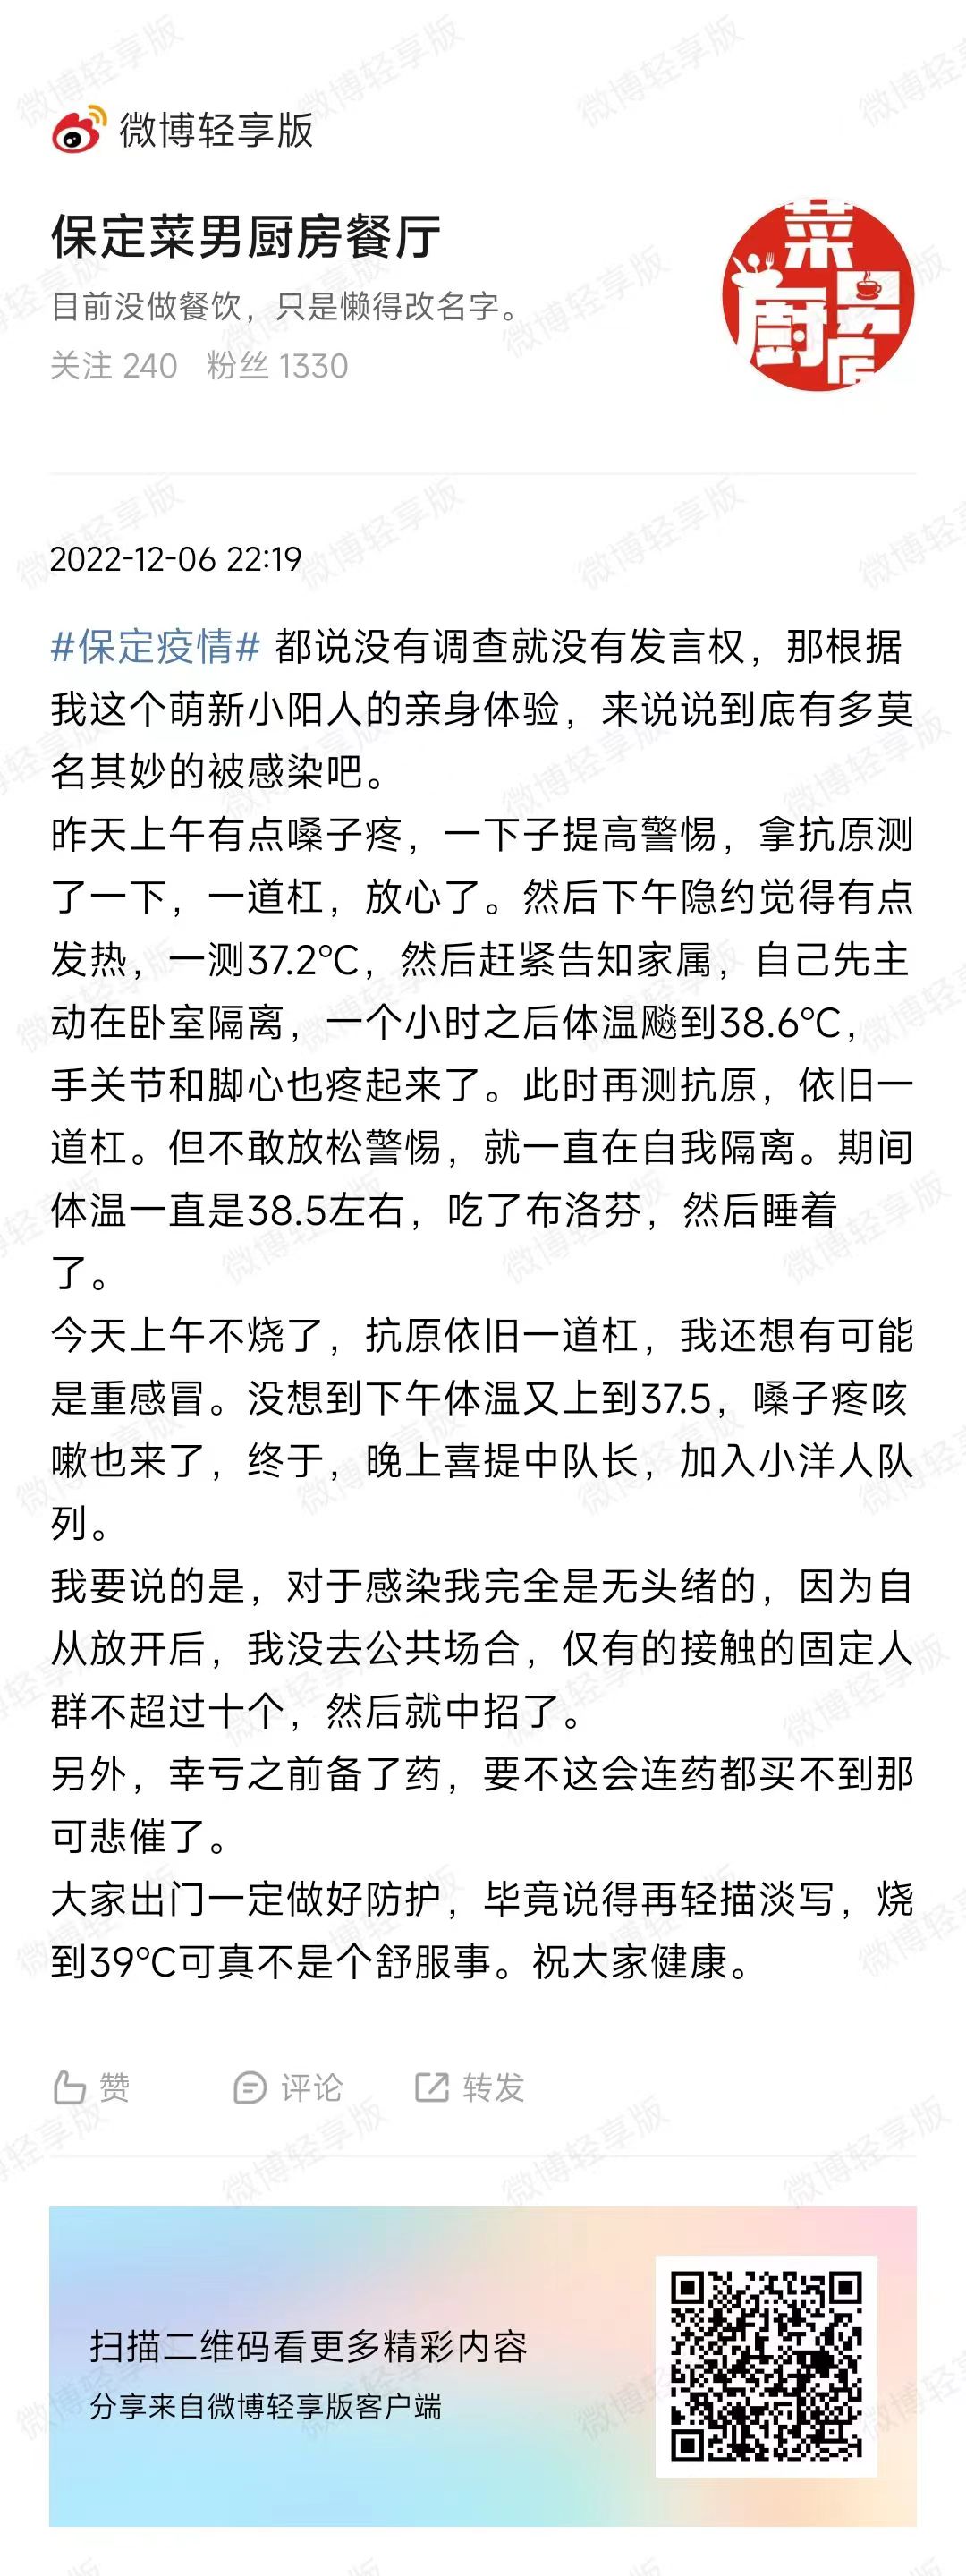 微博轻享版
保定菜男厨房餐厅
目前没做餐饮，只是懒得改名字。
关注 240 粉丝 1330
菜
厨房
2022-12-06 22:19
#保定疫情# 都说没有调查就没有发言权，那根据
我这个萌新小阳人的亲身体验，来说说到底有多莫
名其妙的被感染吧。
昨天上午有点嗓子疼，一下子提高警惕，拿抗原测
了一下，一道杠，放心了。然后下午隐约觉得有点
发热，一测37.2℃，然后赶紧告知家属，自己先主
动在卧室隔离，一个小时之后体温飚到38.6℃，
手关节和脚心也疼起来了。此时再测抗原，依旧一
道杠。但不敢放松警惕，就一直在自我隔离。期间
体温一直是38.5左右，吃了布洛芬，然后睡着
了。
今天上午不烧了，抗原依旧一道杠，我还想有可能
是重感冒。没想到下午体温又上到37.5，嗓子疼咳
嗽也来了，终于，晚上喜提中队长，加入小洋人队
列。
我要说的是，对于感染我完全是无头绪的，因为自
从放开后，我没去公共场合，仅有的接触的固定人
群不超过十个，然后就中招了。
另外，幸亏之前备了药，要不这会连药都买不到那
可悲催了。
大家出门一定做好防护，毕竟说得再轻描淡写，烧
到39℃可真不是个舒服事。祝大家健康。
赞 评论 转发
扫描二维码看更多精彩内容
分享来自微博轻享版客户端